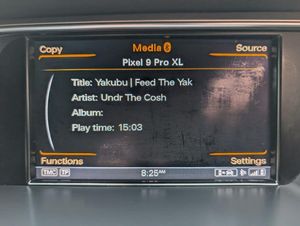 Copy
Media
Source
Pixel 9 Pro XL
Title: Yakubu | Feed The Yak
Artist: Undr The Cosh
Album:
Play time: 15:03
Functions
Settings
TMC TP
8:25AM